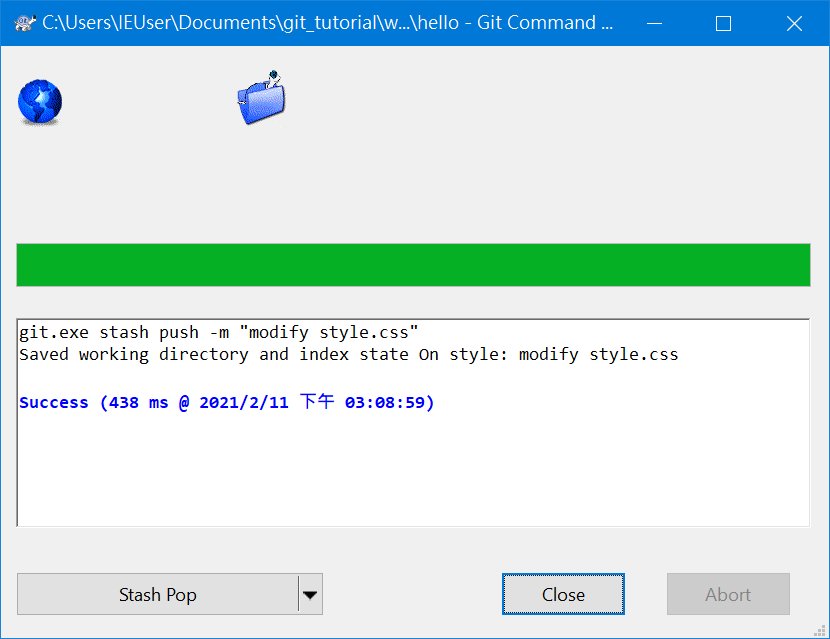 C:\Users\IEUser\Documents\git_tutorial\w...\hello - Git Command ...
git.exe stash push -m "modify style.css"
Saved working directory and index state On style: modify style.css
Success (438 ms @ 2021/2/11 下午 03:08:59)
Stash Pop
Close
Abort